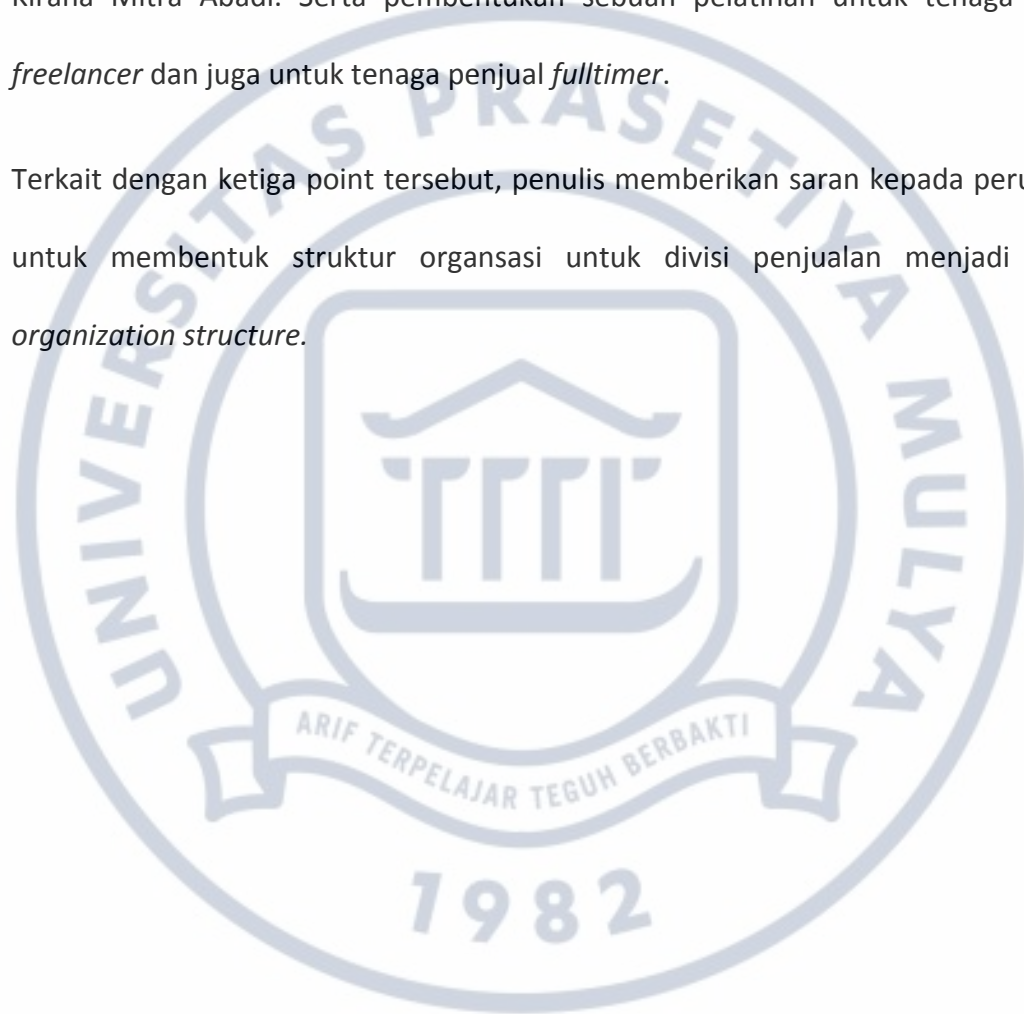 Kirana Mitra Abadi. Serta pembentukan sebuah pelatihan untuk tenaga
freelancer dan juga untuk tenaga penjual fulltimer.
Terkait dengan ketiga point tersebut, penulis memberikan saran kepada peru
untuk membentuk struktur organsasi untuk divisi penjualan menjadi
organization structure.
UNIVERSITAS PRASETIYA MULYA
ARIF TERPELAJAR TEGUH BERBAKTI
1982